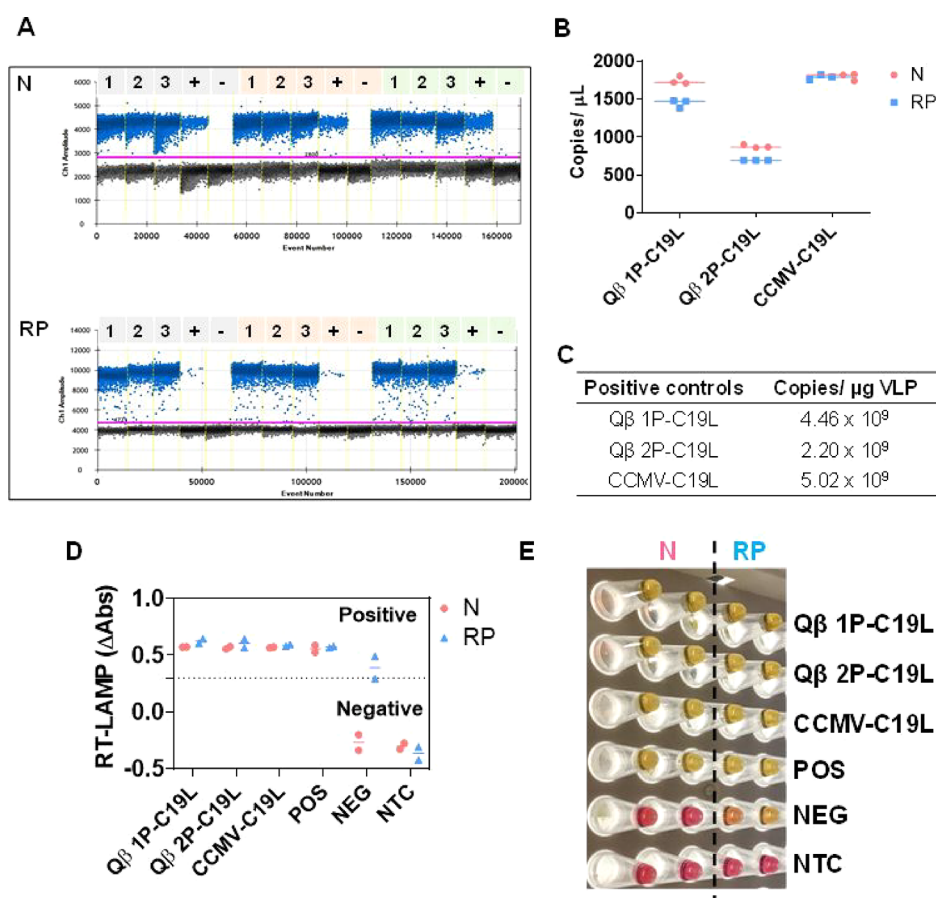 A
N 1 2 3 + - 1 2 3 + - 1 2 3 + -
6000
5000
4000
3000
2000
1000
0
Ch1 Amplitude
0 20000 40000 60000 80000 100000 120000 140000 160000
Event Number
RP 1 2 3 + - 1 2 3 + - 1 2 3 + -
14000
12000
10000
8000
6000
4000
2000
0
Ch1 Amplitude
0 50000 100000 150000 200000
Event Number
B
2000
1500
1000
500
0
Copies/ µL
N
RP
Qβ 1P-C19L
Qβ 2P-C19L
CCMV-C19L
C
Positive controls Copies/ µg VLP
Qβ 1P-C19L 4.46 x 10⁹
Qβ 2P-C19L 2.20 x 10⁹
CCMV-C19L 5.02 x 10⁹
D
1.0
0.5
0.0
-0.5
RT-LAMP (ΔAbs)
Positive
Negative
N
RP
Qβ 1P-C19L
Qβ 2P-C19L
CCMV-C19L
POS
NEG
NTC
E
N RP
Qβ 1P-C19L
Qβ 2P-C19L
CCMV-C19L
POS
NEG
NTC